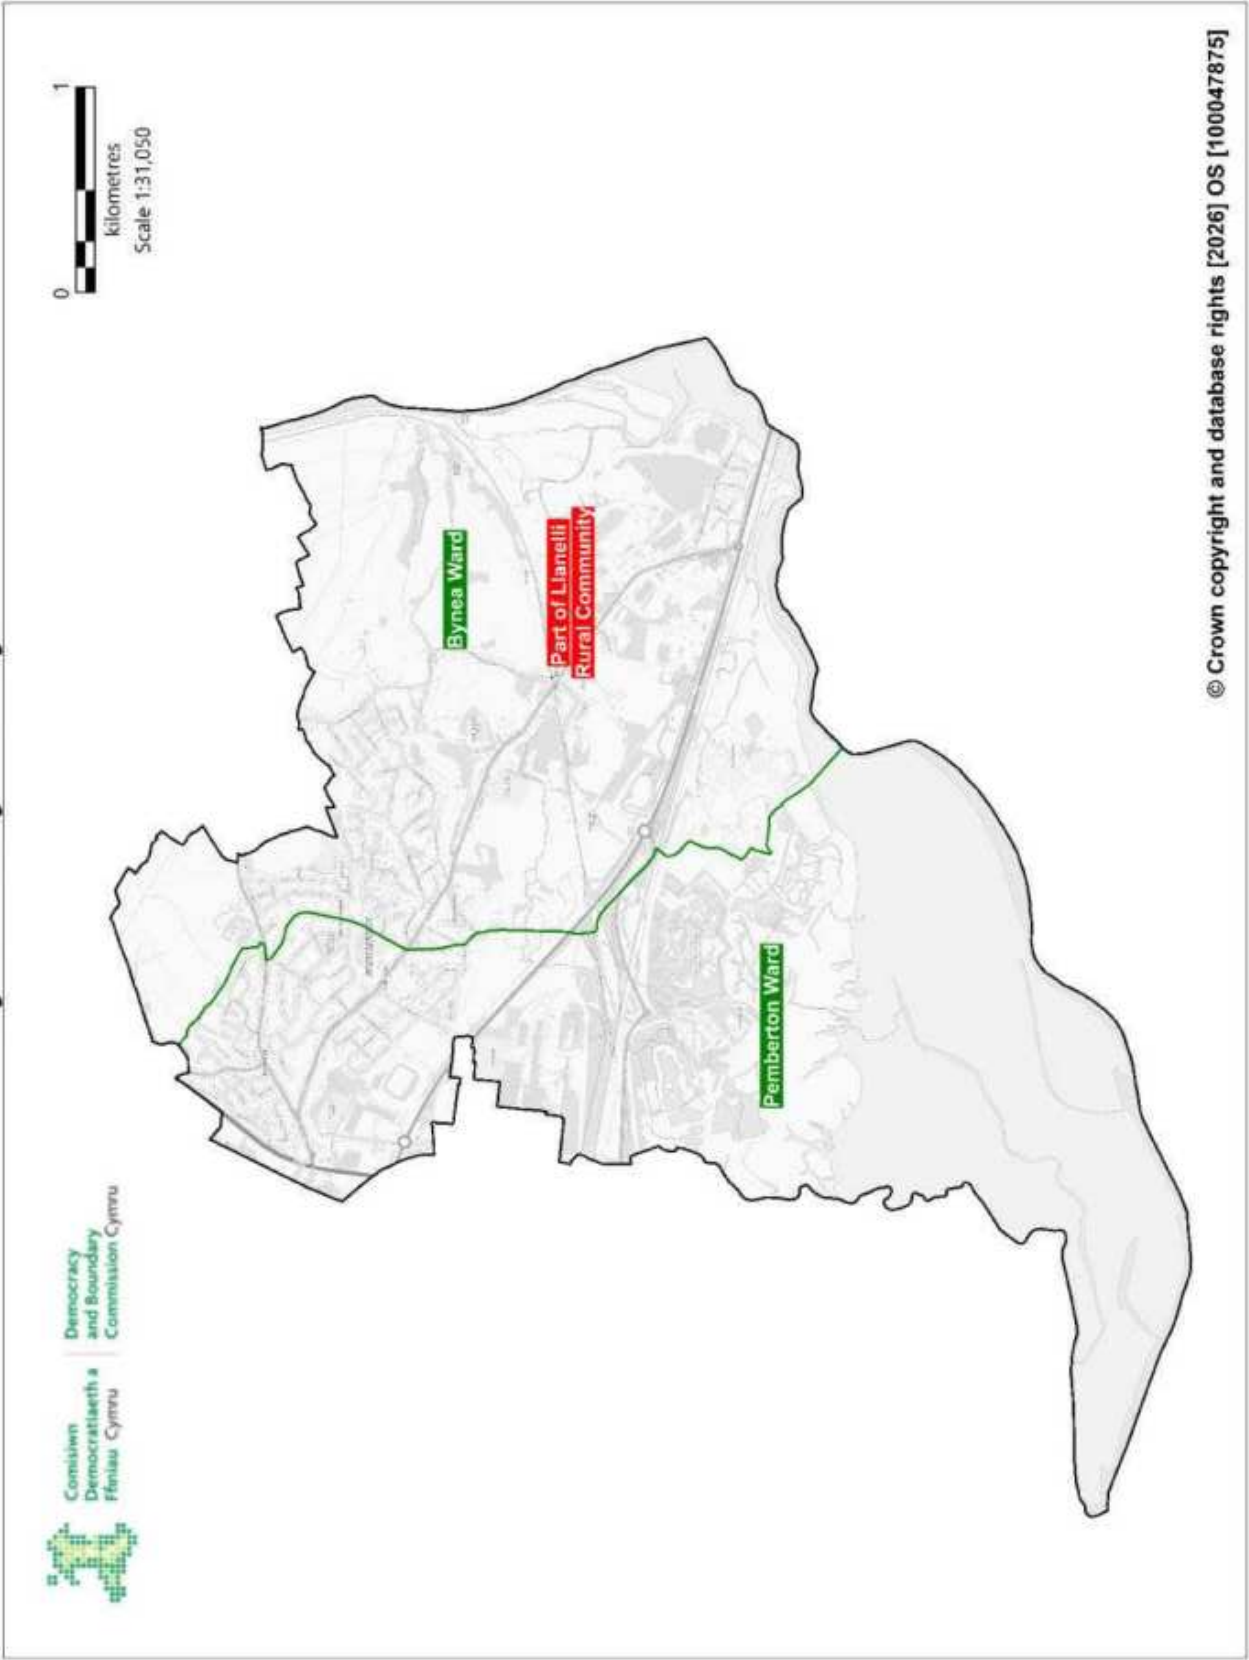 Comisiwn
Democratiaeth a
Ffiniau Cymru
Democracy
and Boundary
Commission Cymru
0 1
kilometres
Scale 1:31,050
Bynea Ward
Part of Llanelli
Rural Community
Pemberton Ward
© Crown copyright and database rights [2026] OS [100047875]